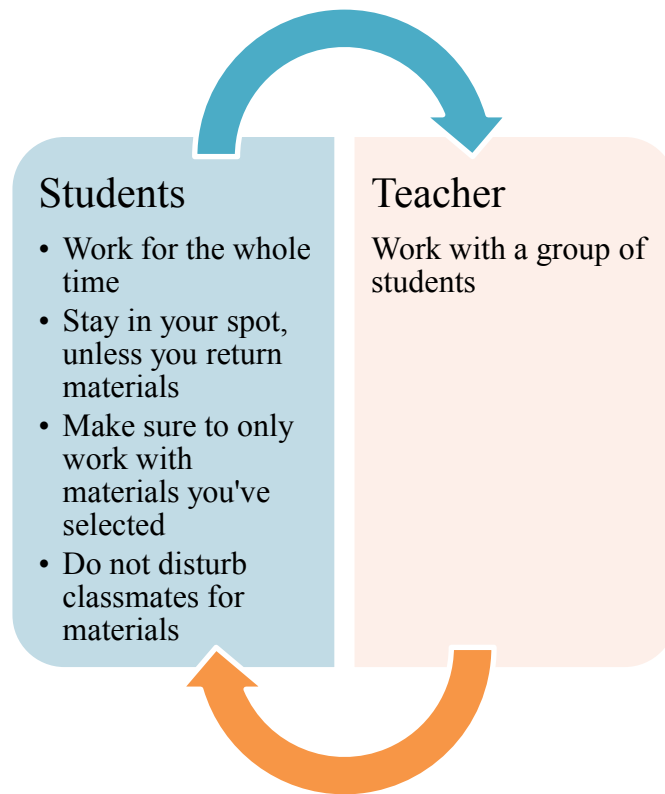 Students
• Work for the whole
time
• Stay in your spot,
unless you return
materials
• Make sure to only
work with
materials you've
selected
• Do not disturb
classmates for
materials
Teacher
Work with a group of
students